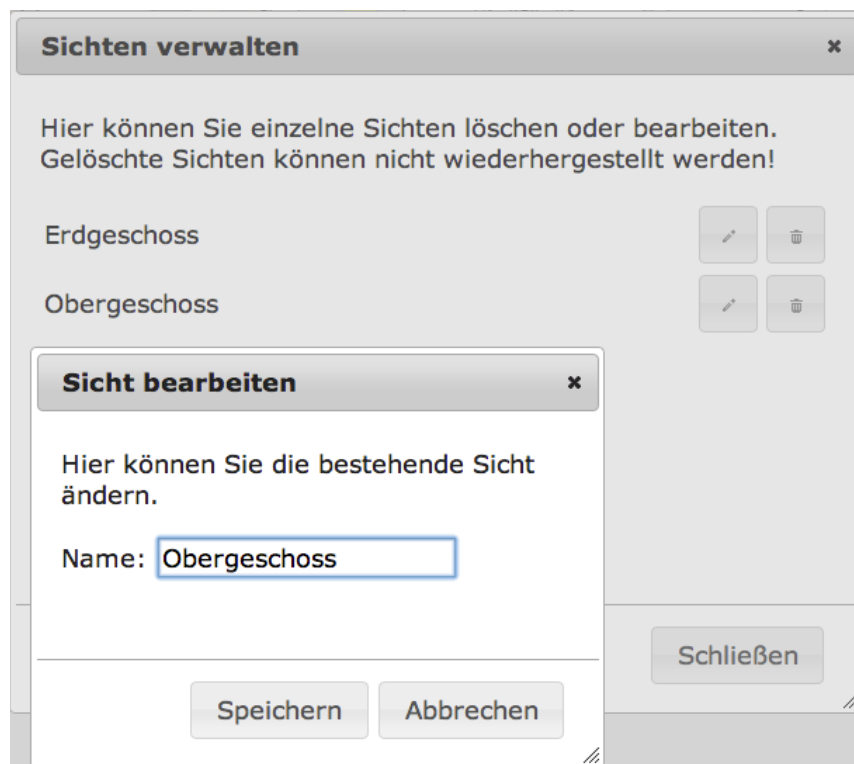 Sichten verwalten
Hier können Sie einzelne Sichten löschen oder bearbeiten.
Gelöschte Sichten können nicht wiederhergestellt werden!
Erdgeschoss
Obergeschoss
Sicht bearbeiten
Hier können Sie die bestehende Sicht
ändern.
Name: Obergeschoss
Schließen
Speichern Abbrechen